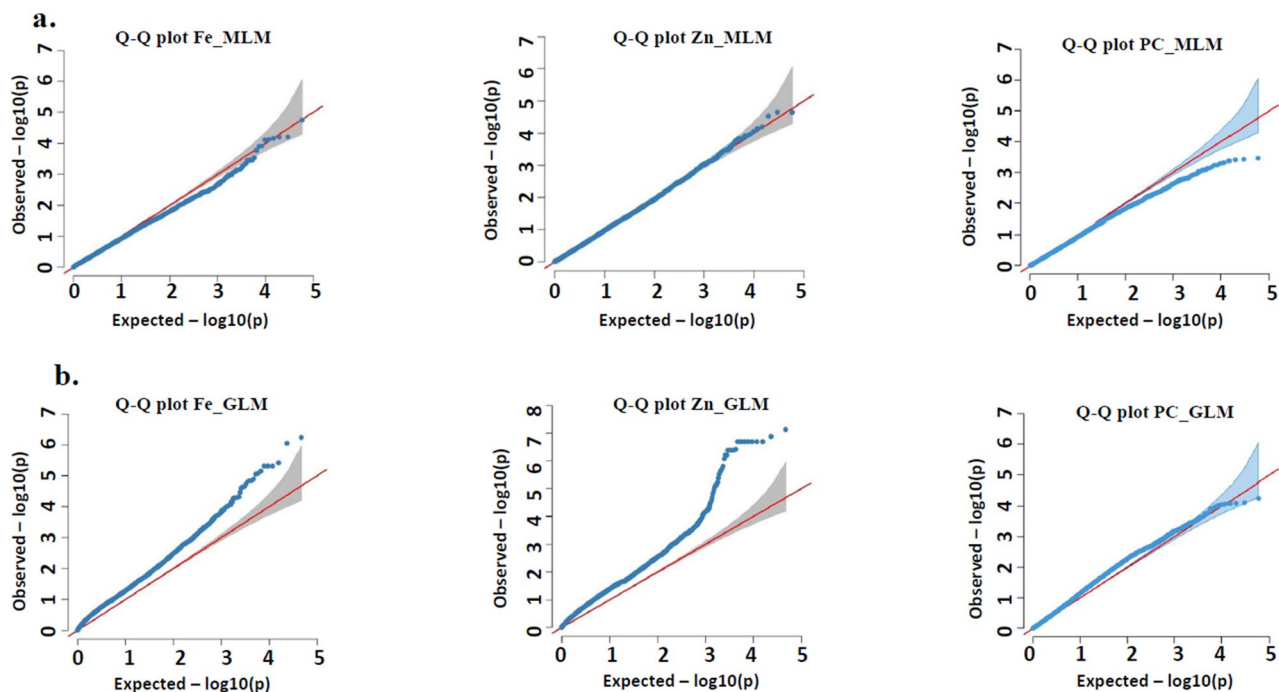 a.
Q-Q plot Fe_MLM
Observed – log10(p)
7
6
5
4
3
2
1
0
0 1 2 3 4 5
Expected – log10(p)
Q-Q plot Zn_MLM
Observed – log10(p)
7
6
5
4
3
2
1
0
0 1 2 3 4 5
Expected – log10(p)
Q-Q plot PC_MLM
Observed – log10(p)
7
6
5
4
3
2
1
0
0 1 2 3 4 5
Expected – log10(p)
b.
Q-Q plot Fe_GLM
Observed – log10(p)
7
6
5
4
3
2
1
0
0 1 2 3 4 5
Expected – log10(p)
Q-Q plot Zn_GLM
Observed – log10(p)
8
7
6
5
4
3
2
1
0
0 1 2 3 4 5
Expected – log10(p)
Q-Q plot PC_GLM
Observed – log10(p)
7
6
5
4
3
2
1
0
0 1 2 3 4 5
Expected – log10(p)